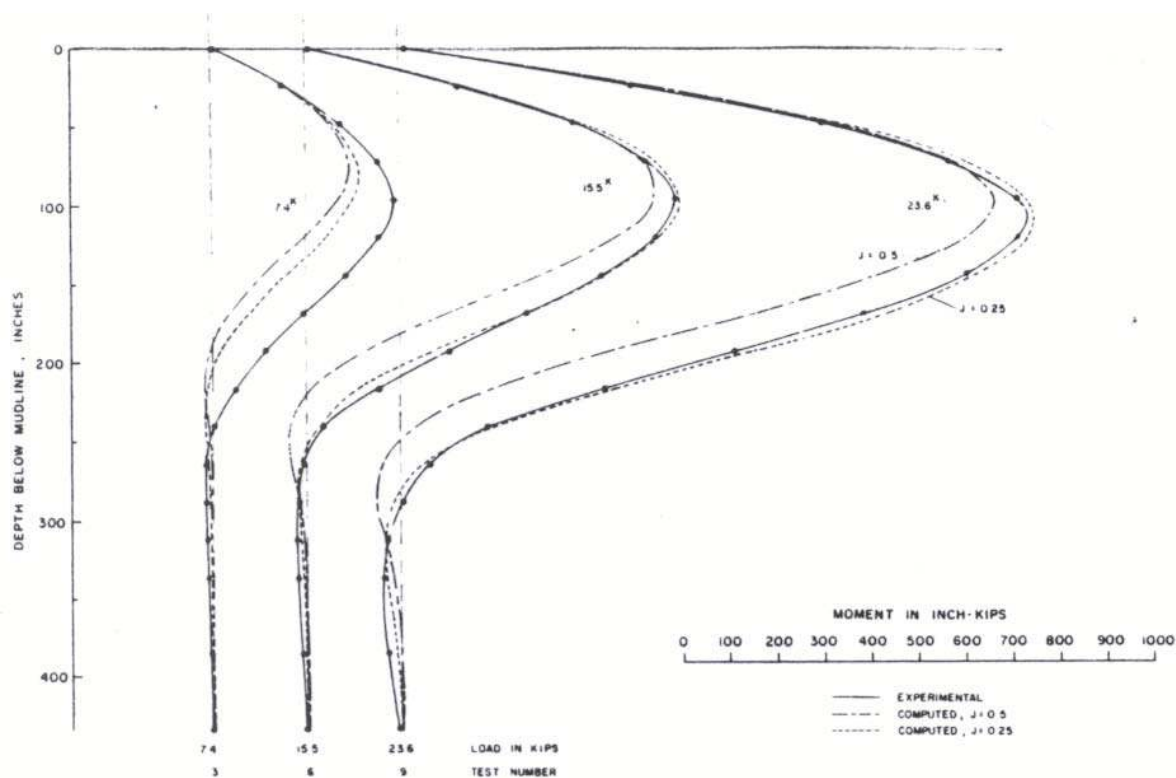 0
7.4K
15.5K
23.6K
100
J = 0.5
J = 0.25
DEPTH BELOW MUDLINE, INCHES
200
300
400
MOMENT IN INCH-KIPS
0 100 200 300 400 500 600 700 800 900 1000
EXPERIMENTAL
COMPUTED, J = 0.5
COMPUTED, J = 0.25
7.4 15.5 23.6 LOAD IN KIPS
3 6 9 TEST NUMBER